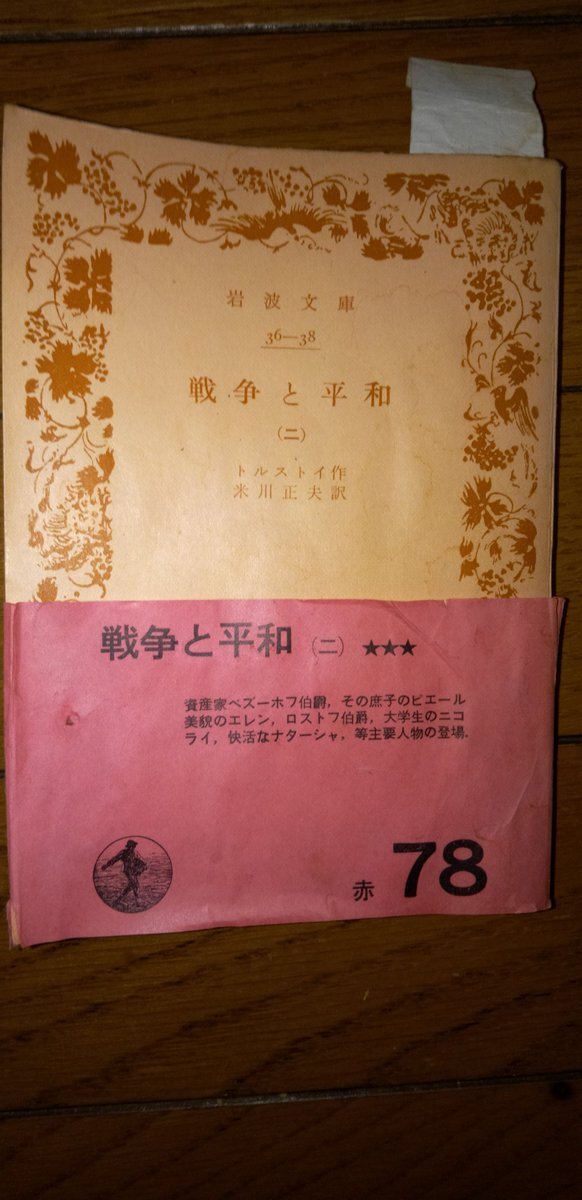 岩波文庫
36—38
戦争と平和
(二)
トルストイ作
米川正夫訳
戦争と平和 (二) ★★★
資産家ベズーホフ伯爵，その庶子のピエール
美貌のエレン，ロストフ伯爵，大学生のニコ
ライ，快活なナターシャ，等主要人物の登場．
赤 78